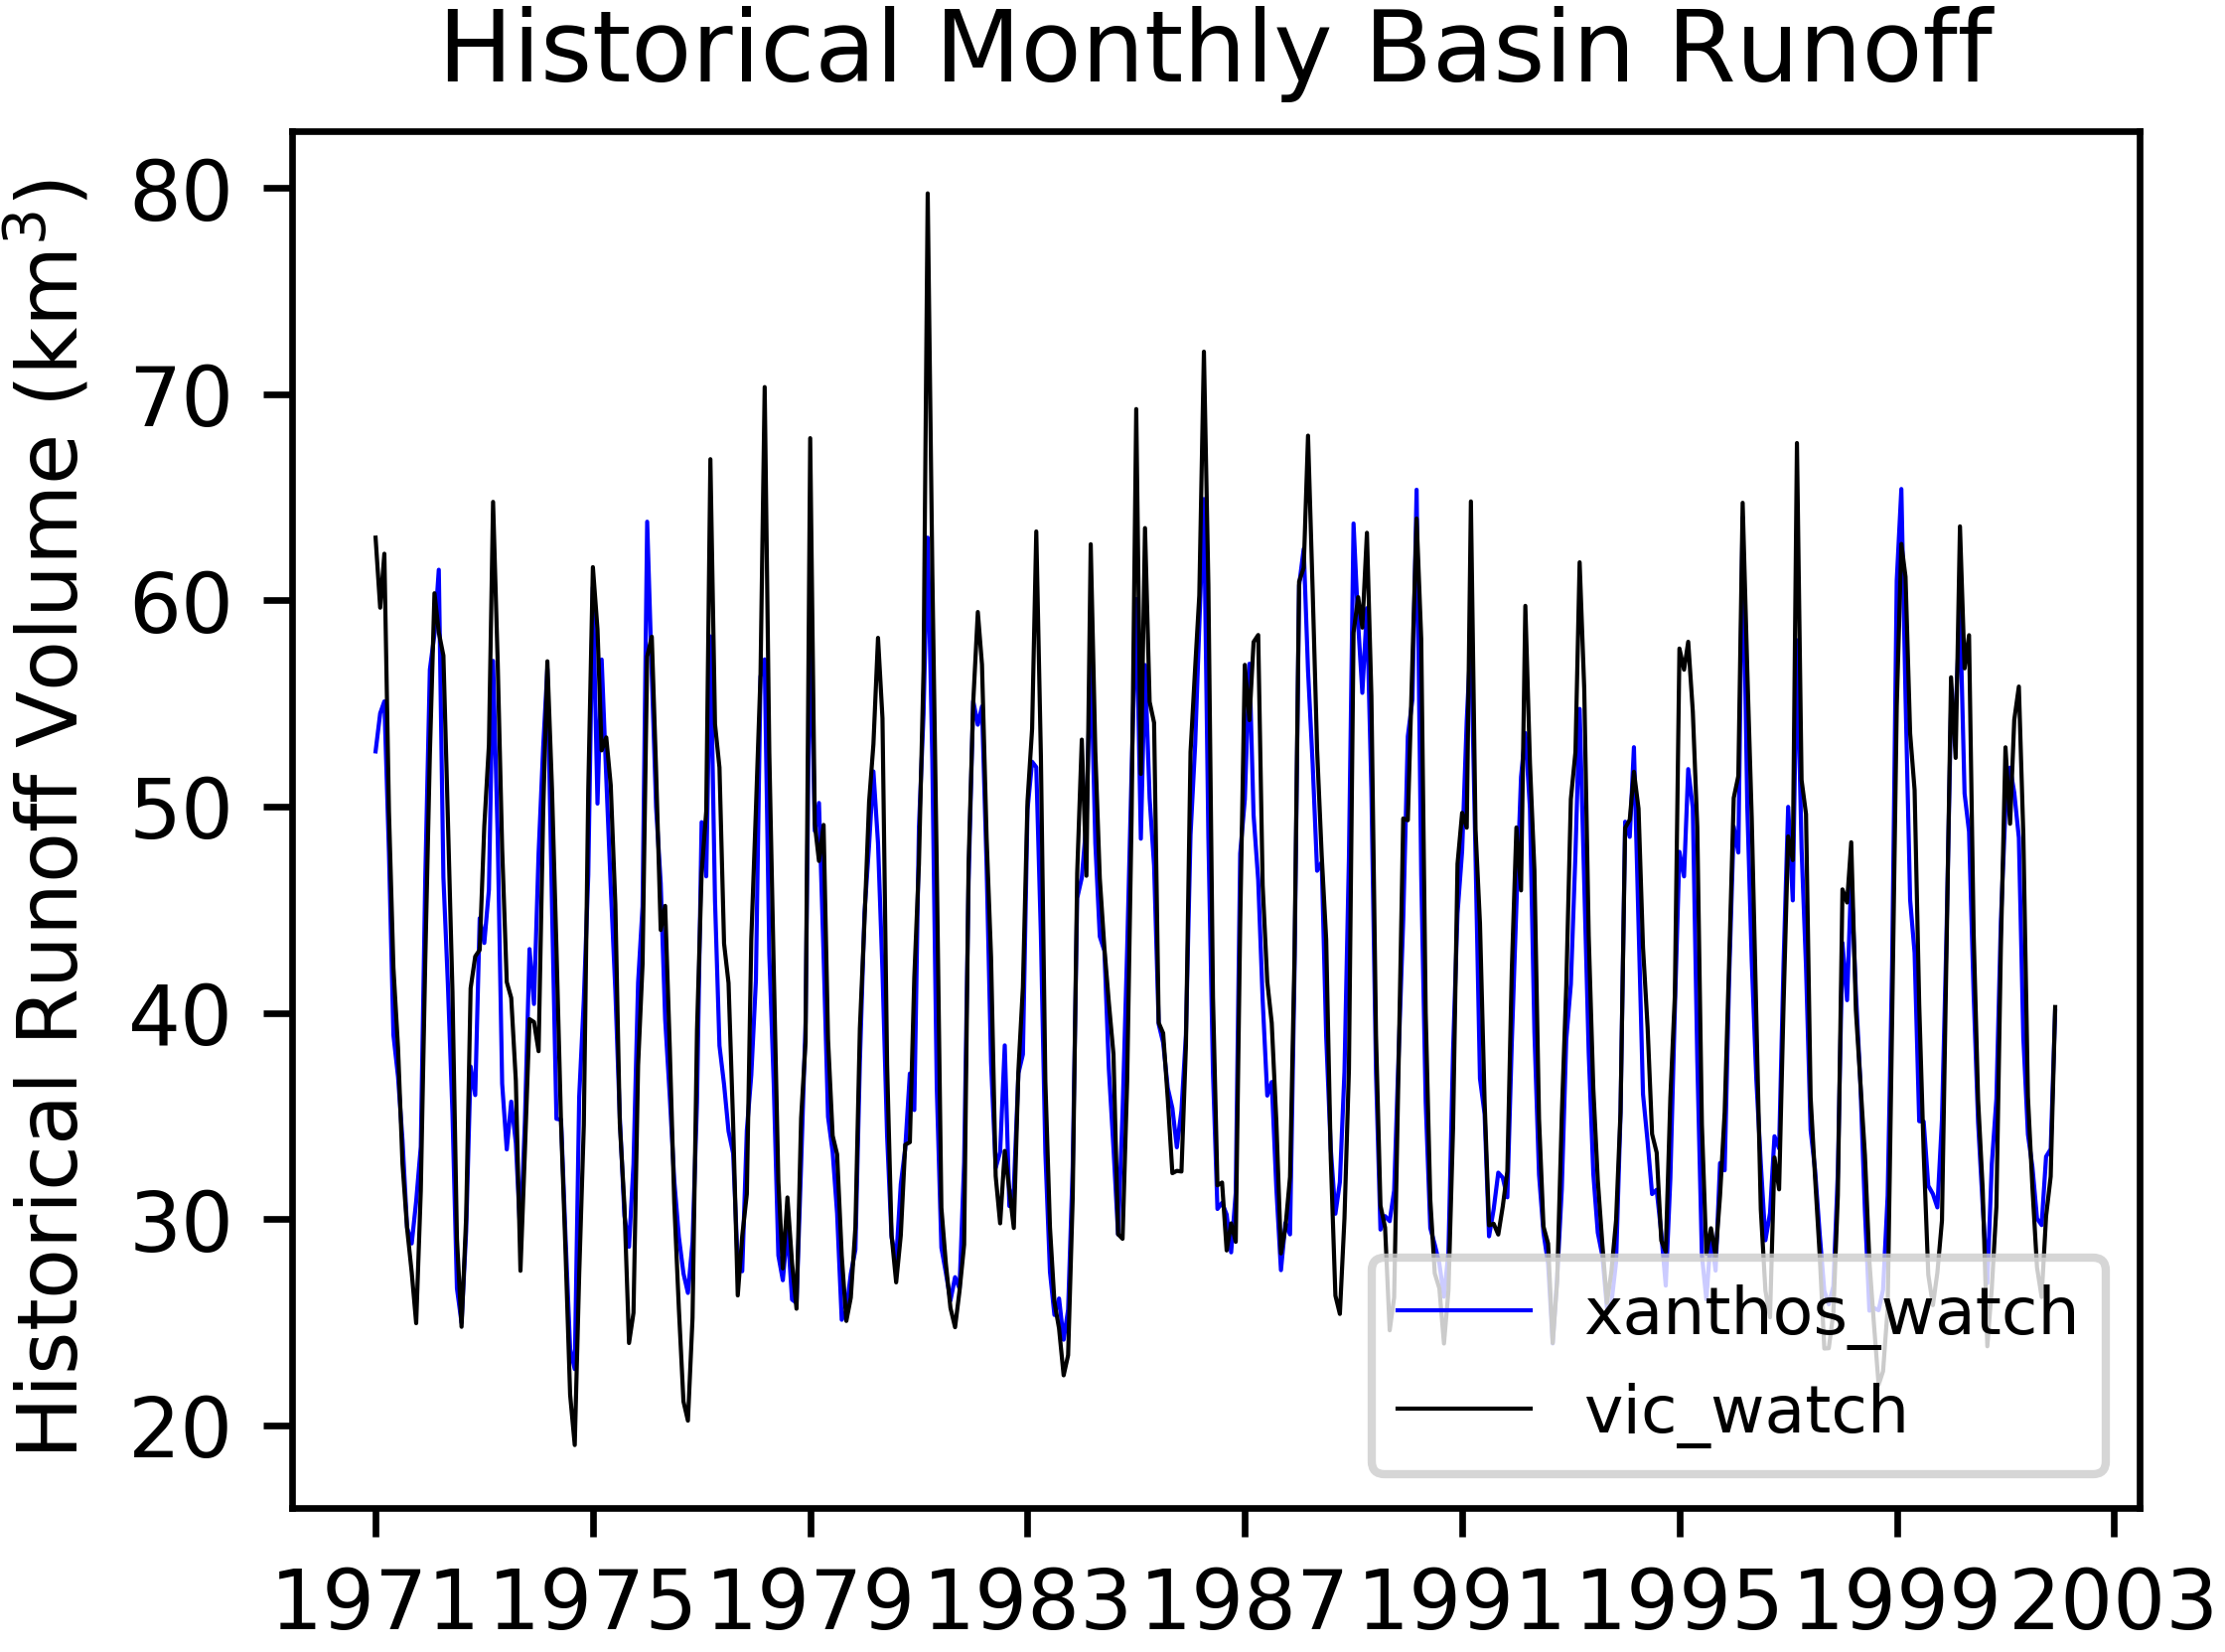 Historical Monthly Basin Runoff
Historical Runoff Volume (km³)
80
70
60
50
40
30
20
xanthos_watch
vic_watch
1971 1975 1979 1983 1987 1991 1995 1999 2003